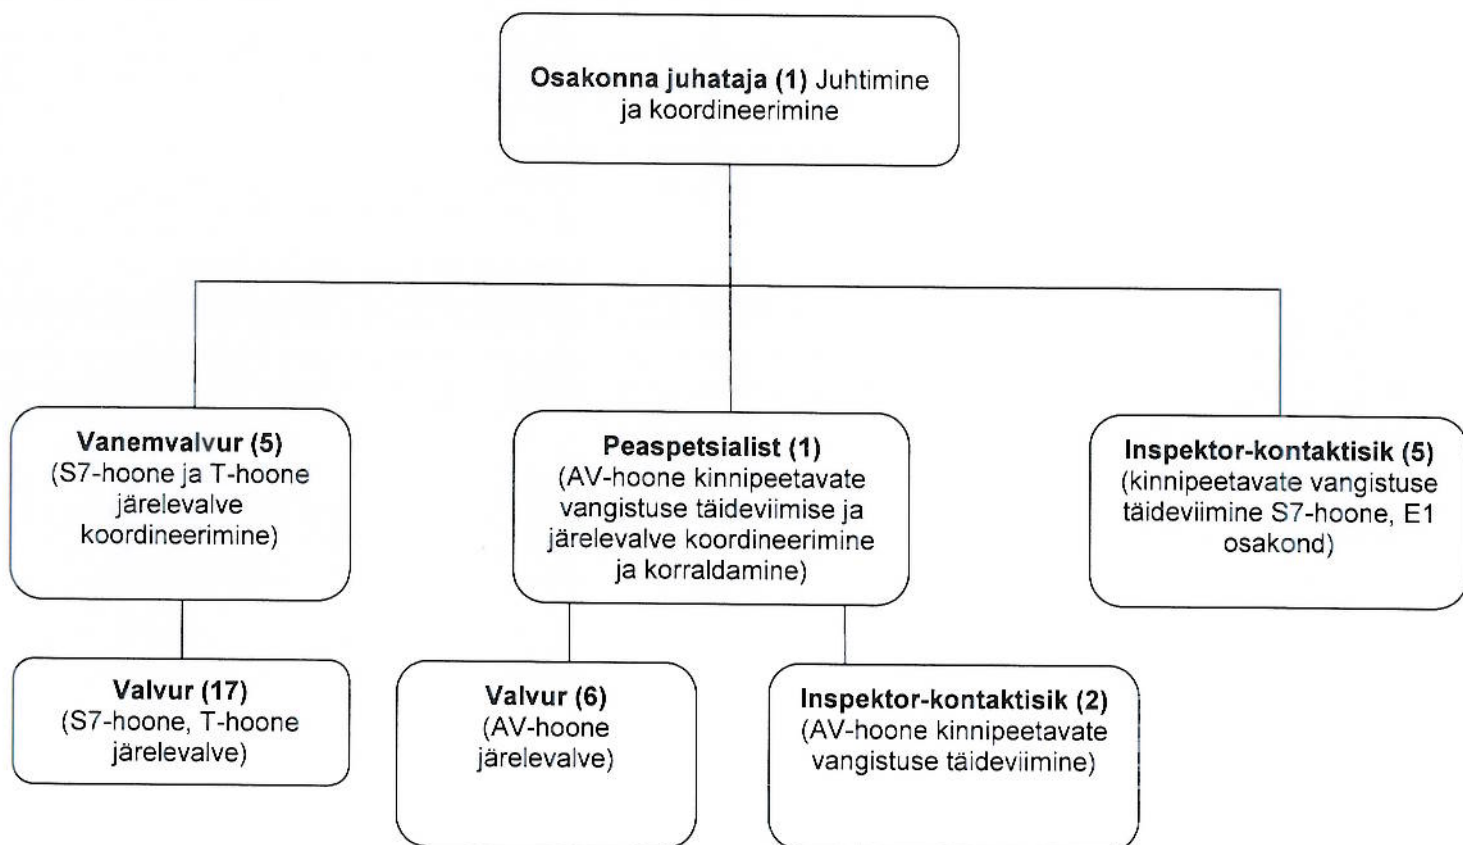 Osakonna juhataja (1) Juhtimine
ja koordineerimine
Vanemvalvur (5)
(S7-hoone ja T-hoone
järelevalve
koordineerimine)
Peaspetsialist (1)
(AV-hoone kinnipeetavate
vangistuse täideviimise ja
järelevalve koordineerimine
ja korraldamine)
Inspektor-kontaktisik (5)
(kinnipeetavate vangistuse
täideviimine S7-hoone, E1
osakond)
Valvur (17)
(S7-hoone, T-hoone
järelevalve)
Valvur (6)
(AV-hoone
järelevalve)
Inspektor-kontaktisik (2)
(AV-hoone kinnipeetavate
vangistuse täideviimine)